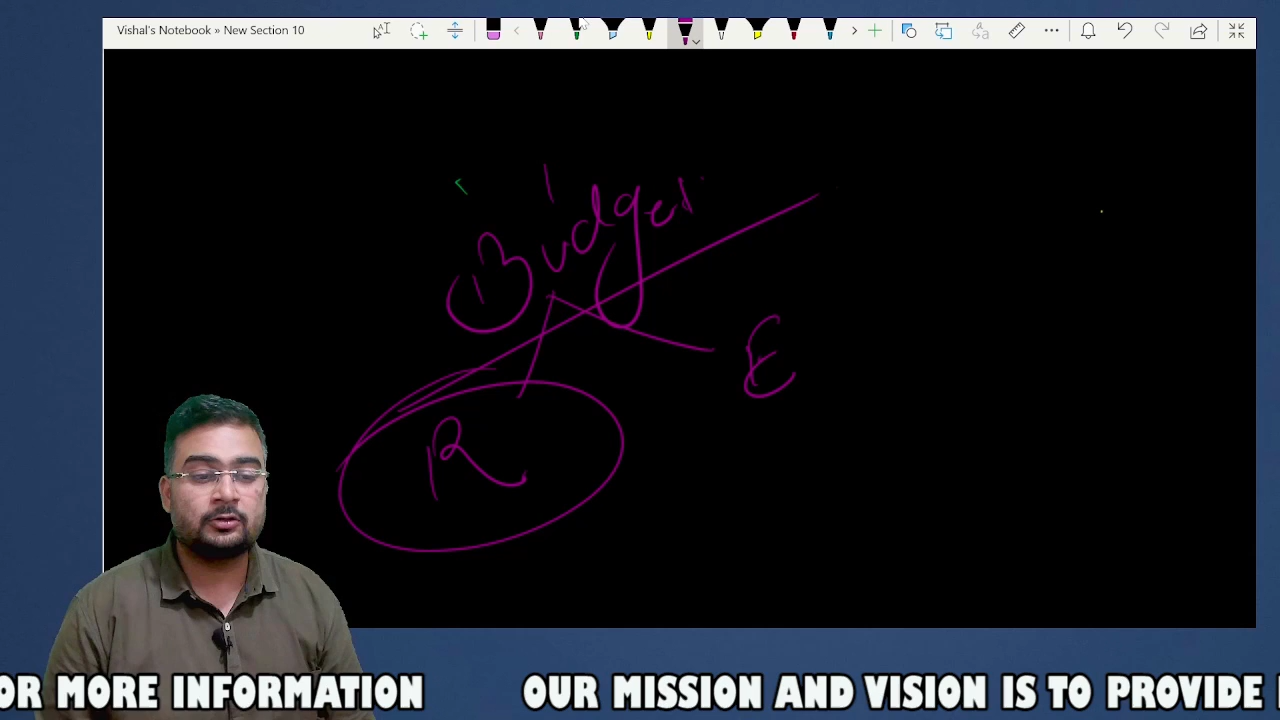 Vishal's Notebook » New Section 10
Budget
E
R
OR MORE INFORMATION OUR MISSION AND VISION IS TO PROVIDE